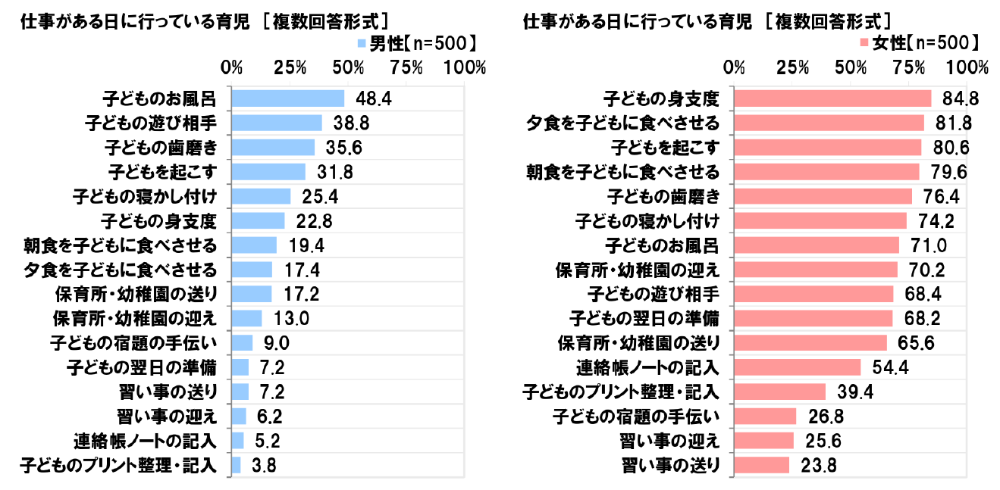 仕事がある日に行っている育児 ［複数回答形式］
男性【n=500】
0% 25% 50% 75% 100%
子どものお風呂 48.4
子どもの遊び相手 38.8
子どもの歯磨き 35.6
子どもを起こす 31.8
子どもの寝かし付け 25.4
子どもの身支度 22.8
朝食を子どもに食べさせる 19.4
夕食を子どもに食べさせる 17.4
保育所・幼稚園の送り 17.2
保育所・幼稚園の迎え 13.0
子どもの宿題の手伝い 9.0
子どもの翌日の準備 7.2
習い事の送り 7.2
習い事の迎え 6.2
連絡帳ノートの記入 5.2
子どものプリント整理・記入 3.8
仕事がある日に行っている育児 ［複数回答形式］
女性【n=500】
0% 25% 50% 75% 100%
子どもの身支度 84.8
夕食を子どもに食べさせる 81.8
子どもを起こす 80.6
朝食を子どもに食べさせる 79.6
子どもの歯磨き 76.4
子どもの寝かし付け 74.2
子どものお風呂 71.0
保育所・幼稚園の迎え 70.2
子どもの遊び相手 68.4
子どもの翌日の準備 68.2
保育所・幼稚園の送り 65.6
連絡帳ノートの記入 54.4
子どものプリント整理・記入 39.4
子どもの宿題の手伝い 26.8
習い事の迎え 25.6
習い事の送り 23.8